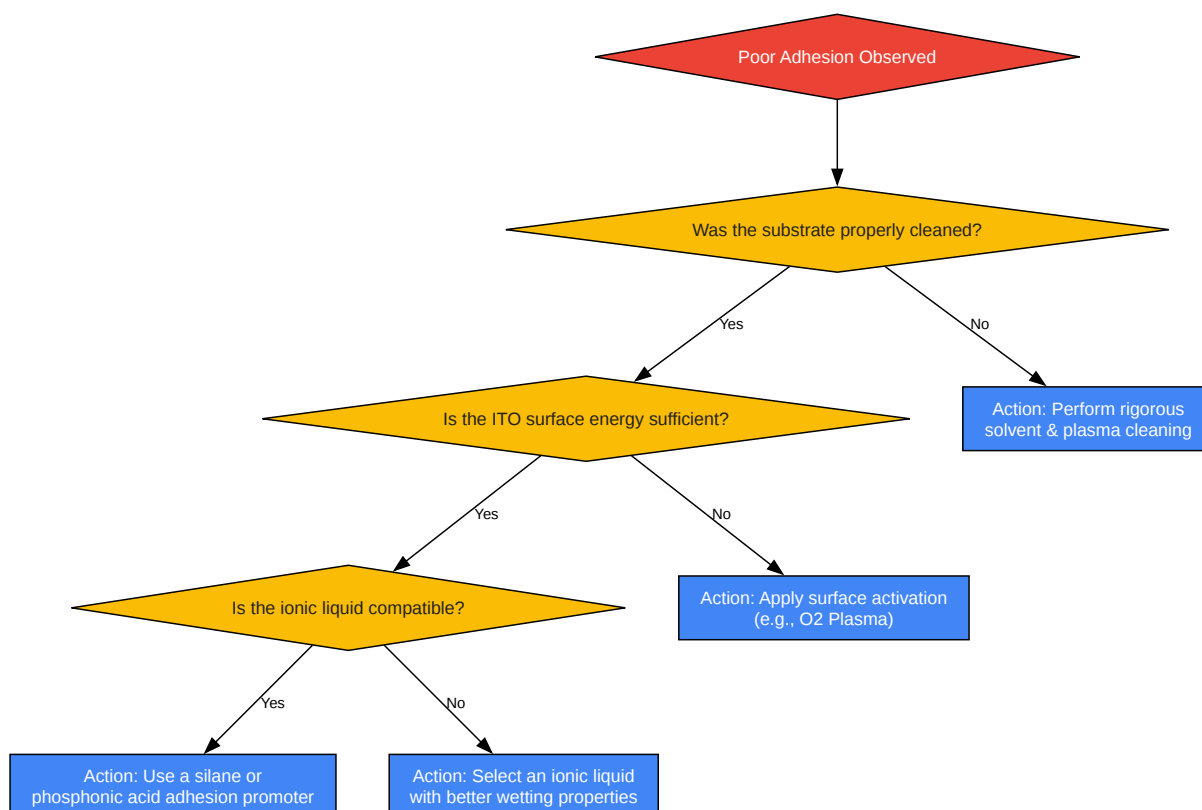 Poor Adhesion Observed
Was the substrate properly cleaned?
Yes
No
Is the ITO surface energy sufficient?
Action: Perform rigorous
solvent & plasma cleaning
Yes
No
Is the ionic liquid compatible?
Action: Apply surface activation
(e.g., O2 Plasma)
Yes
No
Action: Use a silane or
phosphonic acid adhesion promoter
Action: Select an ionic liquid
with better wetting properties